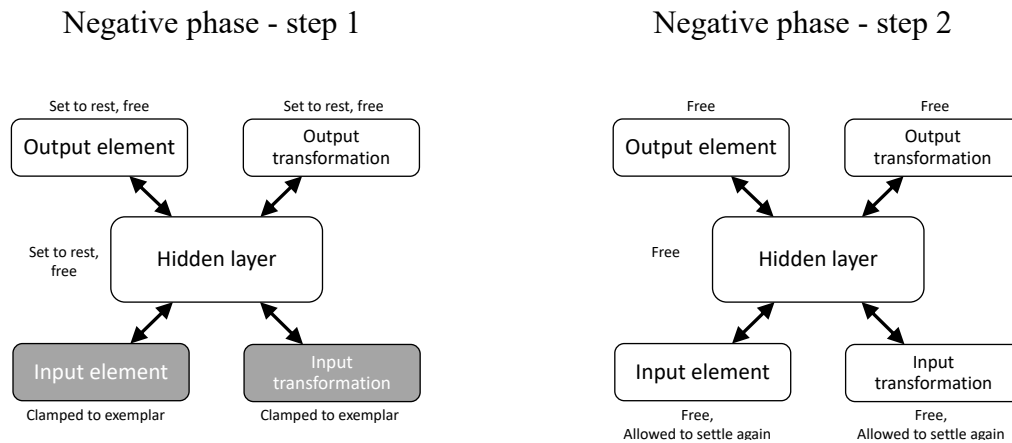 Negative phase - step 1
Set to rest, free
Set to rest, free
Output element
Output
transformation
Set to rest,
free
Hidden layer
Input element
Input
transformation
Clamped to exemplar
Clamped to exemplar
Negative phase - step 2
Free
Free
Output element
Output
transformation
Free
Hidden layer
Input element
Input
transformation
Free,
Allowed to settle again
Free,
Allowed to settle again